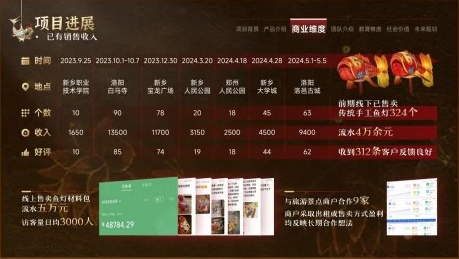 项目进展
已有销售收入
项目背景 产品介绍 商业维度 团队介绍 教育维度 社会价值 未来规划
时间 2023.9.25 2023.10.1-10.7 2023.12.30 2024.3.20 2024.4.18 2024.4.28 2024.5.1-5.5
地点 新乡职业技术学院 洛阳白马寺 新乡宝龙广场 新乡人民公园 郑州人民公园 新乡大学城 洛阳洛邑古城
个数 10 90 78 20 18 45 63
收入 1650 13500 11700 3150 2500 4500 9400
好评 10 85 74 19 18 44 62
前期线下已售卖
传统手工鱼灯324个
流水4万余元
收到312条客户反馈良好
线上售卖鱼灯材料包
流水五万元
访客量日均3000人
¥48784.29
与旅游景点商户合作9家
商户采取出租或售卖方式盈利
均反映长期合作想法